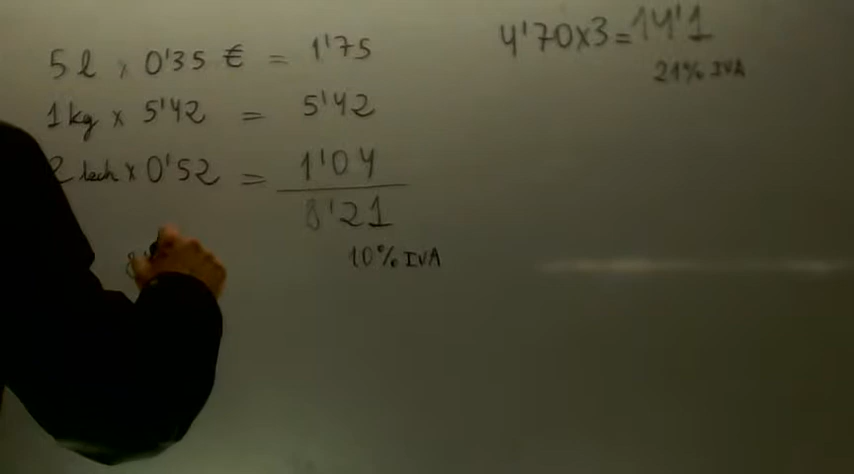 5 l x 0'35 € = 1'75
1 kg x 5'42 = 5'42
2 lech x 0'52 = 1'04
8'21
10% IVA
8'
4'70x3=14'1
21% IVA